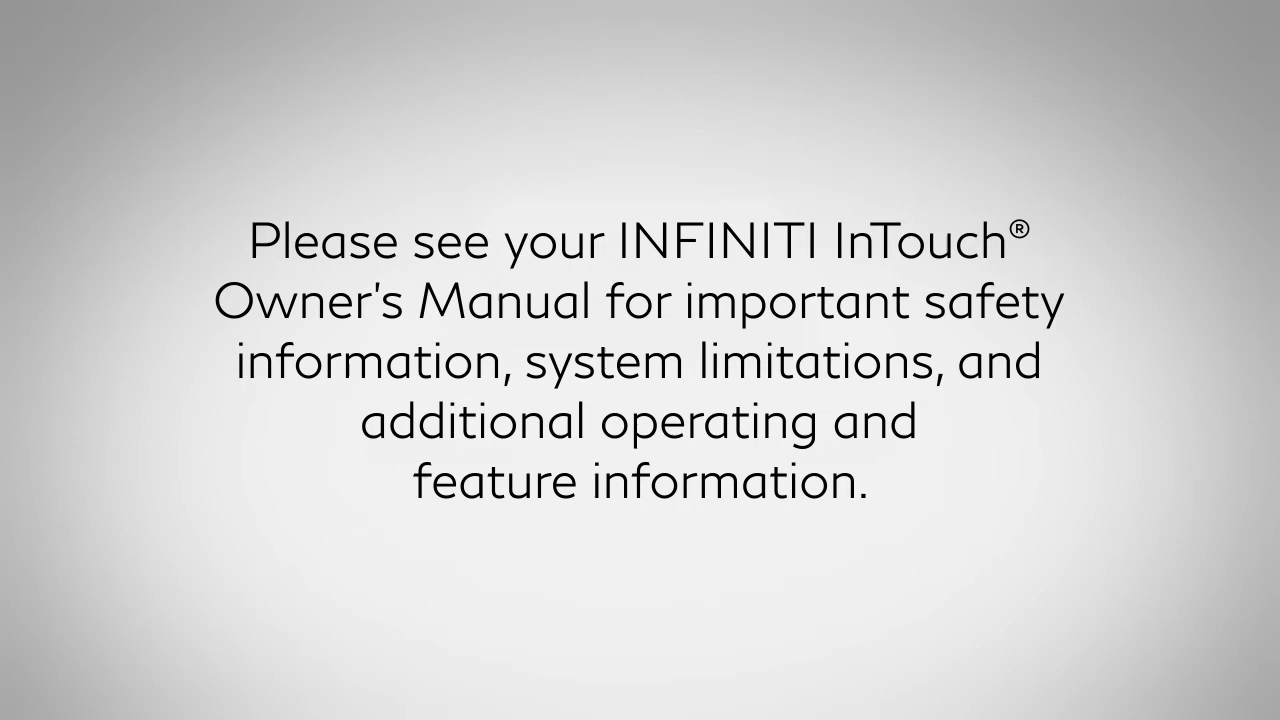 Please see your INFINITI InTouch®
Owner's Manual for important safety
information, system limitations, and
additional operating and
feature information.